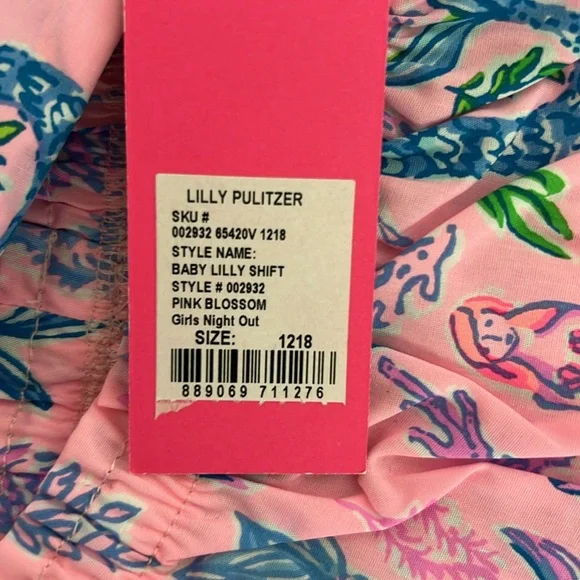 LILLY PULITZER
SKU #
002932 65420V 1218
STYLE NAME:
BABY LILLY SHIFT
STYLE # 002932
PINK BLOSSOM
Girls Night Out
SIZE: 1218
889069 711276